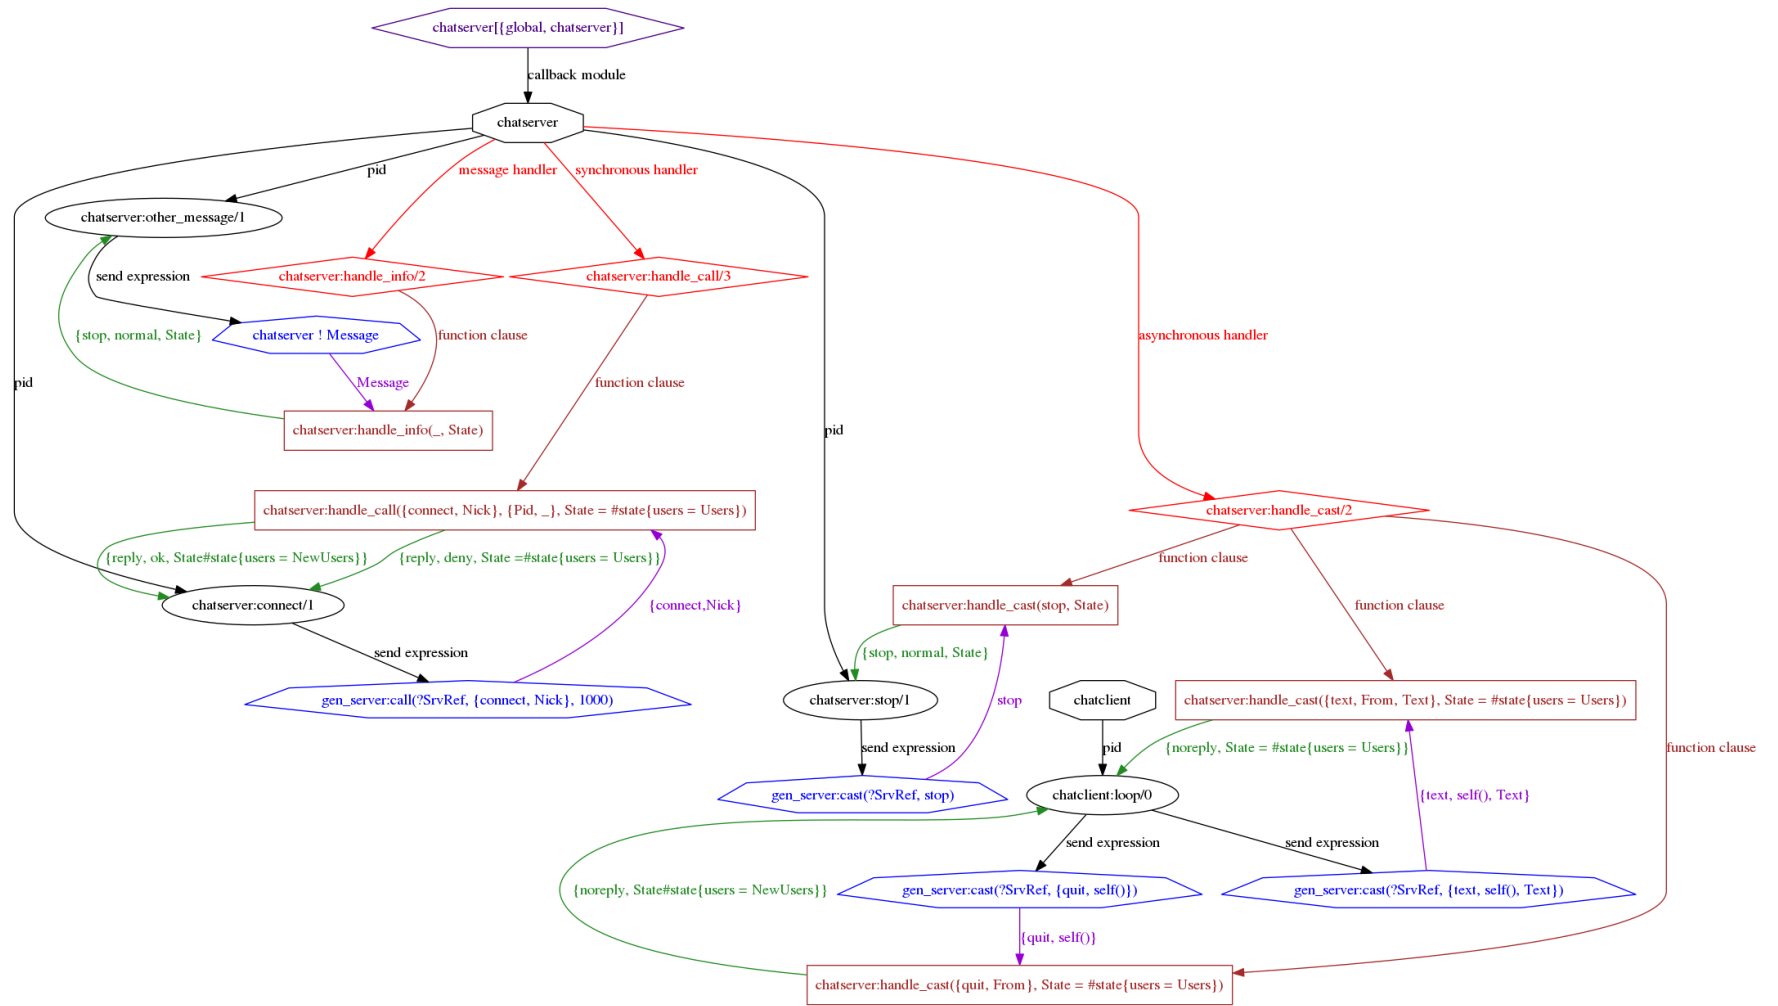 chatserver[{global, chatserver}]
callback module
chatserver
pid
message handler
synchronous handler
chatserver:other_message/1
send expression
chatserver:handle_info/2
chatserver:handle_call/3
{stop, normal, State}
chatserver ! Message
function clause
asynchronous handler
pid
Message
function clause
chatserver:handle_info(_, State)
pid
chatserver:handle_call({connect, Nick}, {Pid, _}, State = #state{users = Users})
chatserver:handle_cast/2
{reply, ok, State#state{users = NewUsers}}
{reply, deny, State =#state{users = Users}}
function clause
chatserver:connect/1
{connect,Nick}
chatserver:handle_cast(stop, State)
function clause
send expression
{stop, normal, State}
gen_server:call(?SrvRef, {connect, Nick}, 1000)
chatserver:stop/1
stop
chatclient
chatserver:handle_cast({text, From, Text}, State = #state{users = Users})
send expression
pid
{noreply, State = #state{users = Users}}
function clause
gen_server:cast(?SrvRef, stop)
chatclient:loop/0
{text, self(), Text}
send expression
send expression
{noreply, State#state{users = NewUsers}}
gen_server:cast(?SrvRef, {quit, self()})
gen_server:cast(?SrvRef, {text, self(), Text})
{quit, self()}
chatserver:handle_cast({quit, From}, State = #state{users = Users})